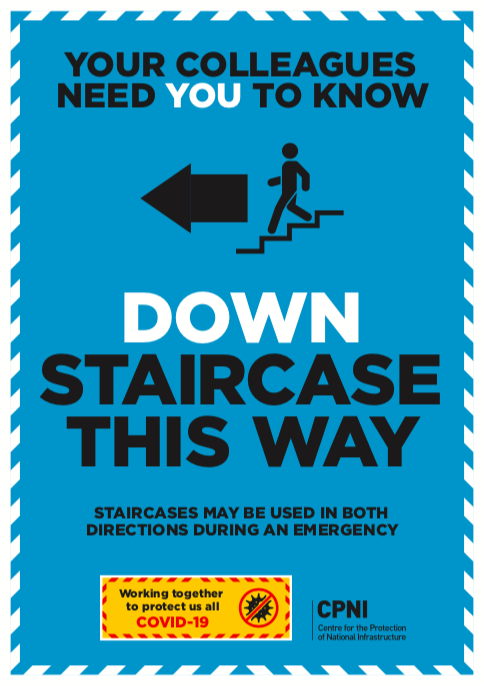 YOUR COLLEAGUES
NEED YOU TO KNOW
DOWN
STAIRCASE
THIS WAY
STAIRCASES MAY BE USED IN BOTH
DIRECTIONS DURING AN EMERGENCY
Working together
to protect us all
COVID-19
CPNI
Centre for the Protection
of National Infrastructure